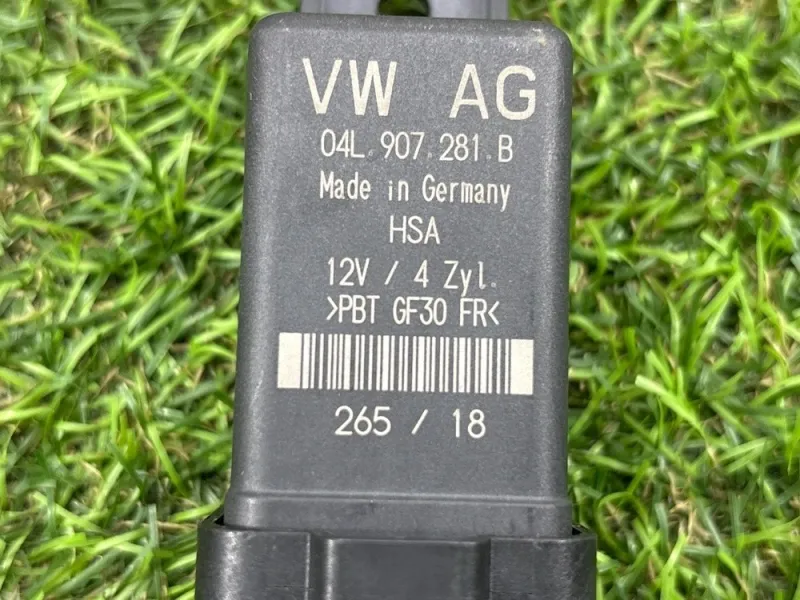 VW AG
04L.907.281.B
Made in Germany
HSA
12V / 4 Zyl.
>PBT GF30 FR<
265 / 18